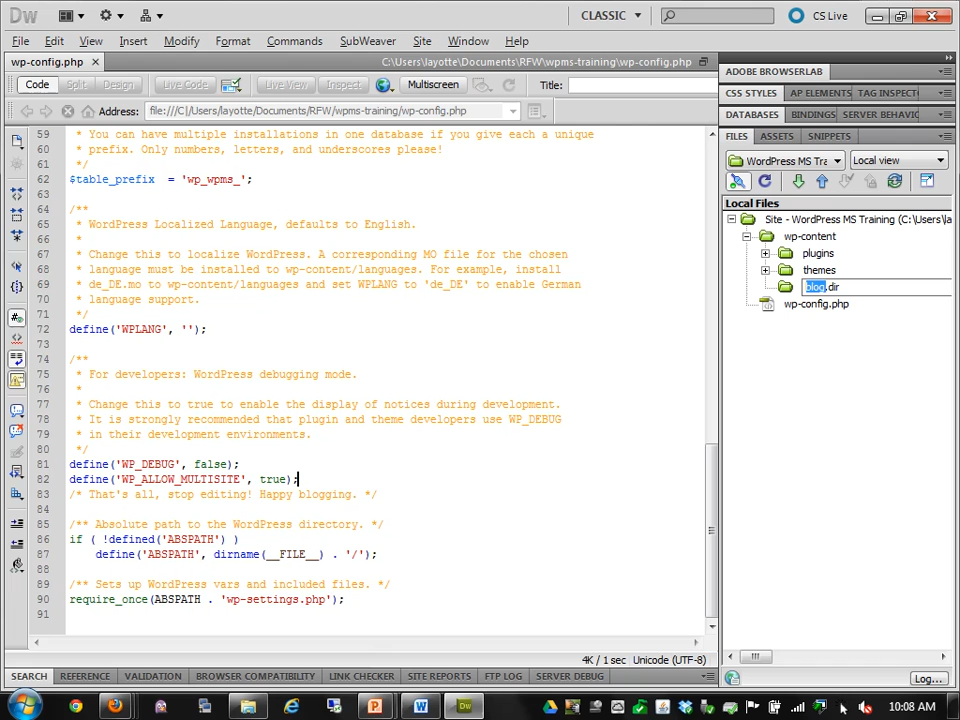 Dw
CLASSIC
CS Live
File Edit View Insert Modify Format Commands SubWeaver Site Window Help
wp-config.php
C:\Users\layotte\Documents\RFW\wpms-training\wp-config.php
Code Split Design Live Code Live View Inspect Multiscreen Title:
Address: file:///C|/Users/layotte/Documents/RFW/wpms-training/wp-config.php
59 * You can have multiple installations in one database if you give each a unique
60 * prefix. Only numbers, letters, and underscores please!
61 */
62 $table_prefix  = 'wp_wpms_';
63
64 /**
65 * WordPress Localized Language, defaults to English.
66 *
67 * Change this to localize WordPress. A corresponding MO file for the chosen
68 * language must be installed to wp-content/languages. For example, install
69 * de_DE.mo to wp-content/languages and set WPLANG to 'de_DE' to enable German
70 * language support.
71 */
72 define('WPLANG', '');
73
74 /**
75 * For developers: WordPress debugging mode.
76 *
77 * Change this to true to enable the display of notices during development.
78 * It is strongly recommended that plugin and theme developers use WP_DEBUG
79 * in their development environments.
80 */
81 define('WP_DEBUG', false);
82 define('WP_ALLOW_MULTISITE', true);
83 /* That's all, stop editing! Happy blogging. */
84
85 /** Absolute path to the WordPress directory. */
86 if ( !defined('ABSPATH') )
87 define('ABSPATH', dirname(__FILE__) . '/');
88
89 /** Sets up WordPress vars and included files. */
90 require_once(ABSPATH . 'wp-settings.php');
91
4K / 1 sec Unicode (UTF-8)
SEARCH REFERENCE VALIDATION BROWSER COMPATIBILITY LINK CHECKER SITE REPORTS FTP LOG SERVER DEBUG
ADOBE BROWSERLAB
CSS STYLES AP ELEMENTS TAG INSPECT
DATABASES BINDINGS SERVER BEHAVIO
FILES ASSETS SNIPPETS
WordPress MS Tra Local view
Local Files
Site - WordPress MS Training (C:\Users\la
wp-content
plugins
themes
blog.dir
wp-config.php
Log...
10:08 AM